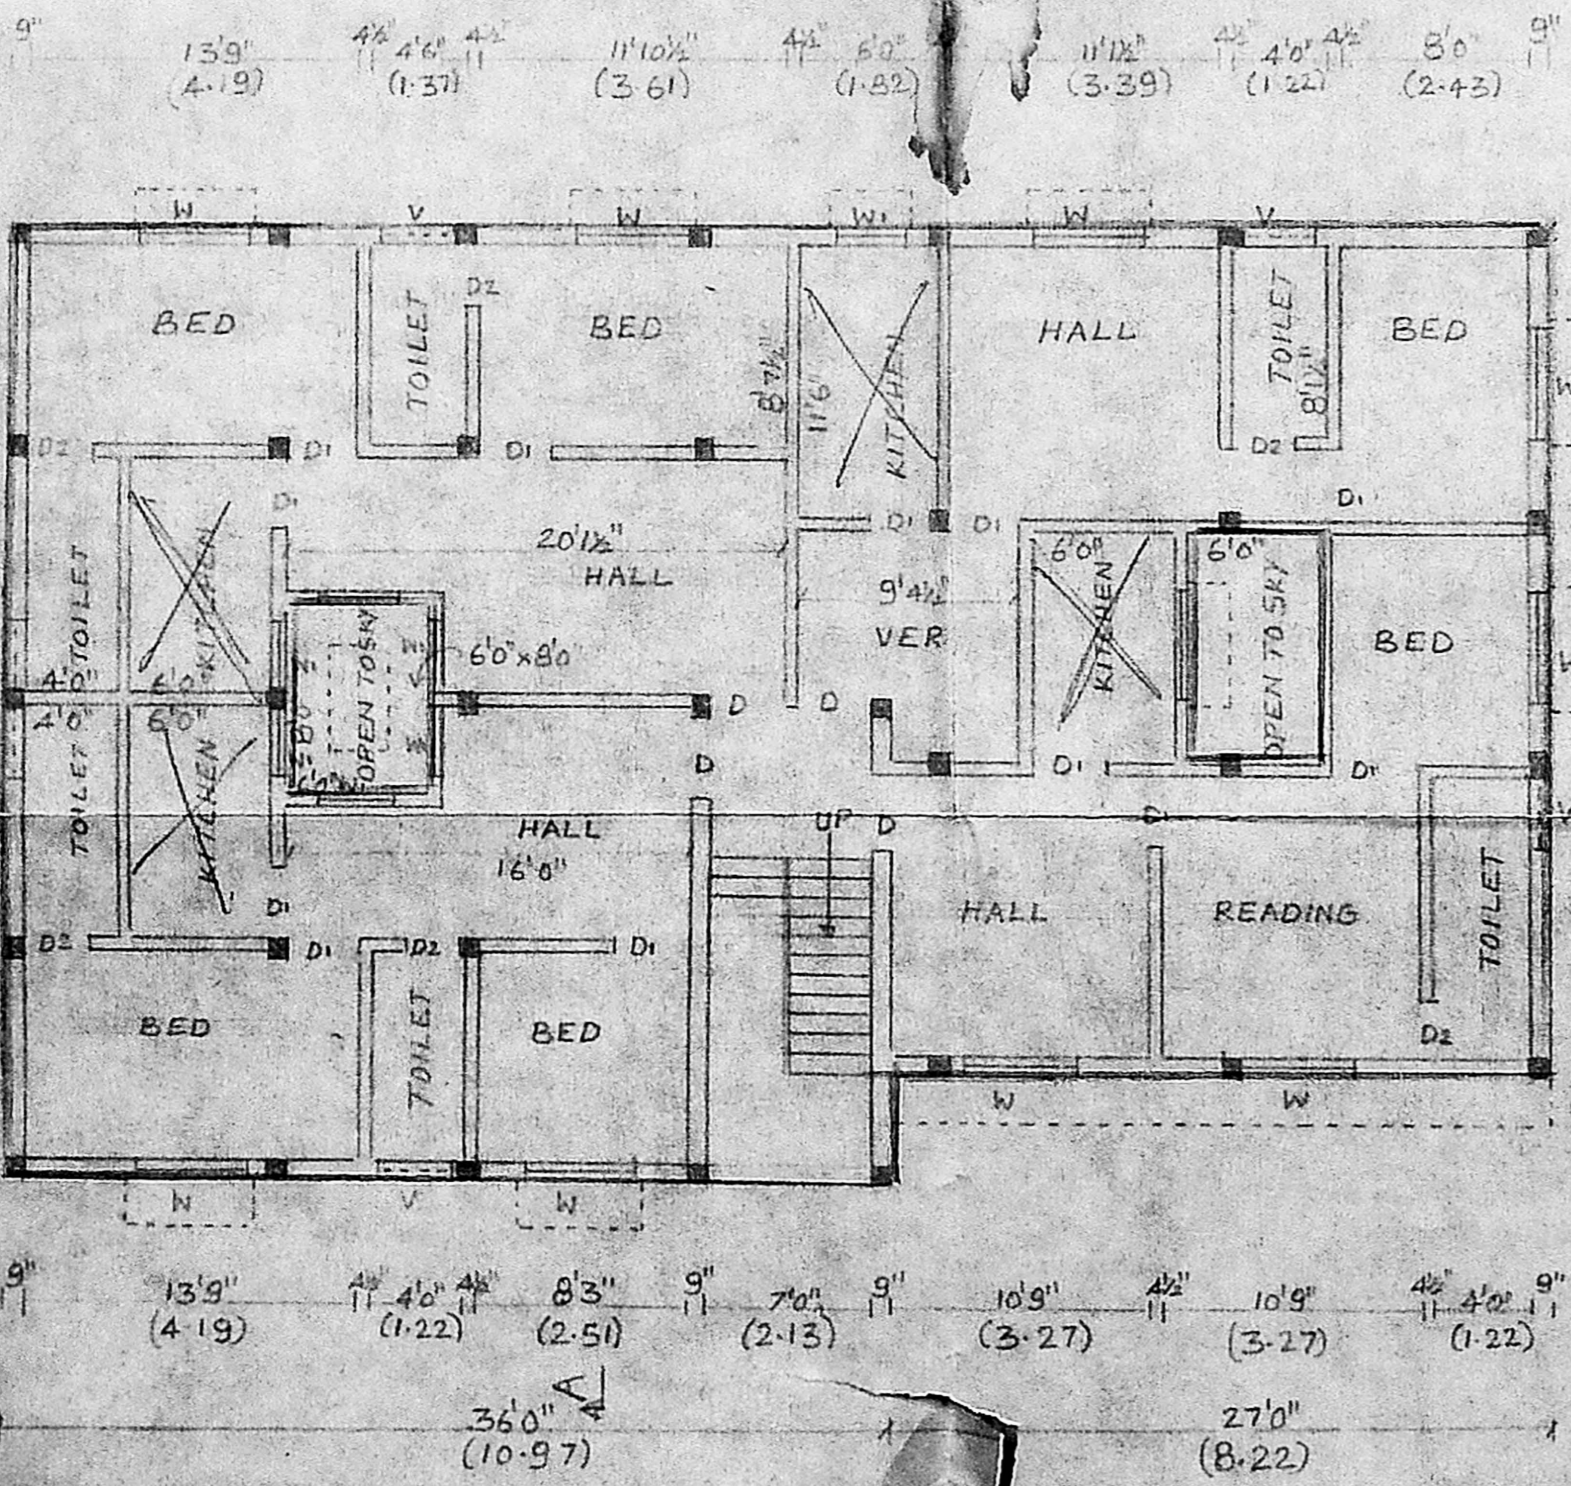 9" 13'9" 4½" 4'6" 4½" 11'10½" 4½" 6'0" 11'1½" 4½" 4'0" 4½" 8'0" 9"
(4.19) (1.37) (3.61) (1.82) (3.39) (1.22) (2.43)
W V W W1 W V
BED TOILET D2 BED 8'7½" 11'6" KITCHEN HALL TOILET 8'1½" BED
D2 D1 D1 D2
D1 D1 D1 D1
20'1½"
HALL
TOILET KITCHEN 6'0" KITCHEN 6'0" OPEN TO SKY
9'4½"
VER BED
6'0"x8'0"
OPEN TO SKY
4'0" 6'0"
4'0" 6'0"
D D
D D1 D1
TOILET KITCHEN
HALL UP D D1
16'0"
D1
HALL READING TOILET
D2 D1 D2 D1
BED TOILET BED
D2
W W
W V W
9" 13'9" 4½" 4'0" 4½" 8'3" 9" 7'0" 9" 10'9" 4½" 10'9" 4½" 4'0" 9"
(4.19) (1.22) (2.51) (2.13) (3.27) (3.27) (1.22)
A
36'0" 27'0"
(10.97) (8.22)